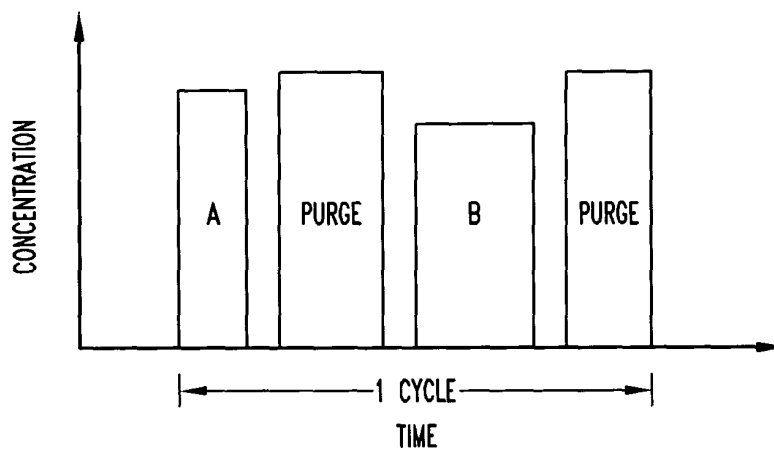 CONCENTRATION
A
PURGE
B
PURGE
1 CYCLE
TIME